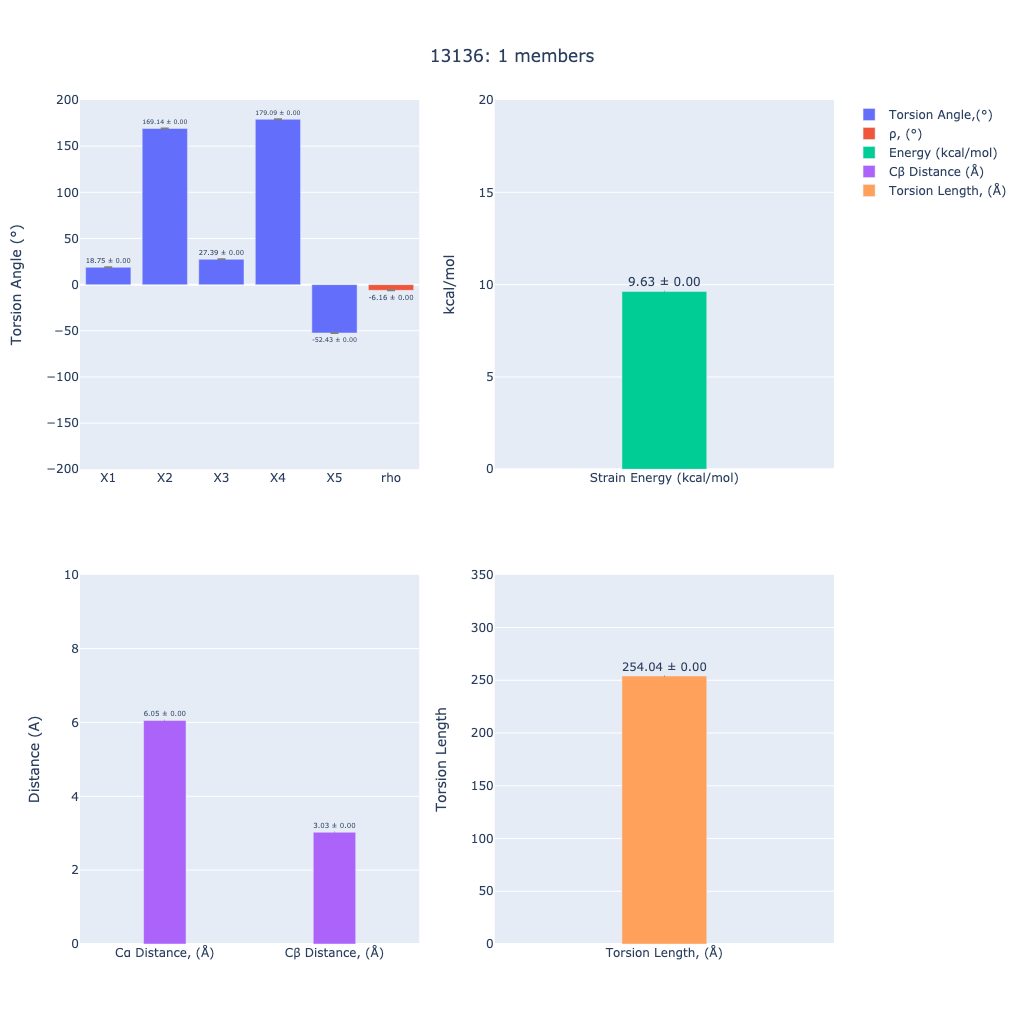 13136: 1 members
Torsion Angle (°)
200
150
100
50
0
−50
−100
−150
−200
18.75 ± 0.00
169.14 ± 0.00
27.39 ± 0.00
179.09 ± 0.00
-52.43 ± 0.00
-6.16 ± 0.00
X1 X2 X3 X4 X5 rho
kcal/mol
20
15
10
5
0
9.63 ± 0.00
Strain Energy (kcal/mol)
Torsion Angle,(°)
ρ, (°)
Energy (kcal/mol)
Cβ Distance (Å)
Torsion Length, (Å)
Distance (A)
10
8
6
4
2
0
6.05 ± 0.00
3.03 ± 0.00
Cα Distance, (Å) Cβ Distance, (Å)
Torsion Length
350
300
250
200
150
100
50
0
254.04 ± 0.00
Torsion Length, (Å)